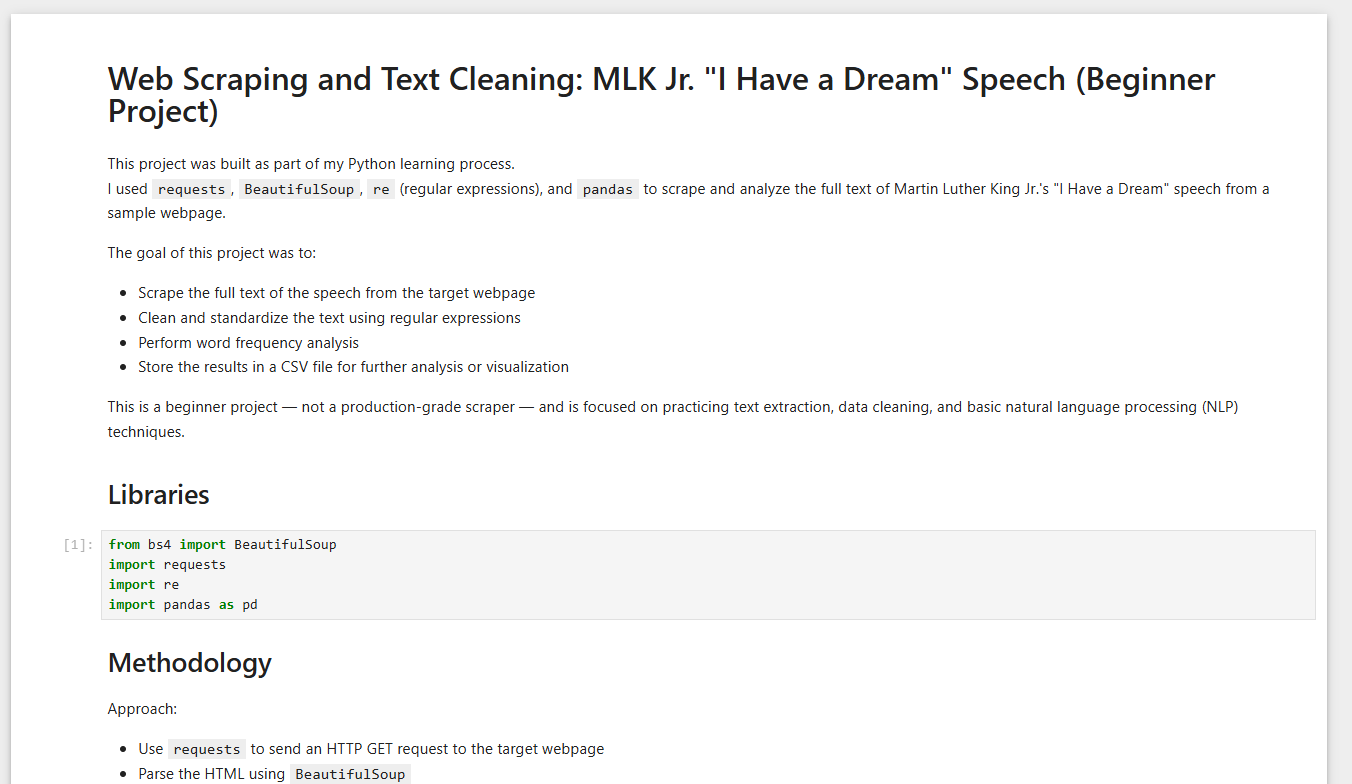 Web Scraping and Text Cleaning: MLK Jr. "I Have a Dream" Speech (Beginner
Project)
This project was built as part of my Python learning process.
I used requests, BeautifulSoup, re (regular expressions), and pandas to scrape and analyze the full text of Martin Luther King Jr.'s "I Have a Dream" speech from a
sample webpage.
The goal of this project was to:
• Scrape the full text of the speech from the target webpage
• Clean and standardize the text using regular expressions
• Perform word frequency analysis
• Store the results in a CSV file for further analysis or visualization
This is a beginner project — not a production-grade scraper — and is focused on practicing text extraction, data cleaning, and basic natural language processing (NLP)
techniques.
Libraries
[1]: from bs4 import BeautifulSoup
import requests
import re
import pandas as pd
Methodology
Approach:
• Use requests to send an HTTP GET request to the target webpage
• Parse the HTML using BeautifulSoup